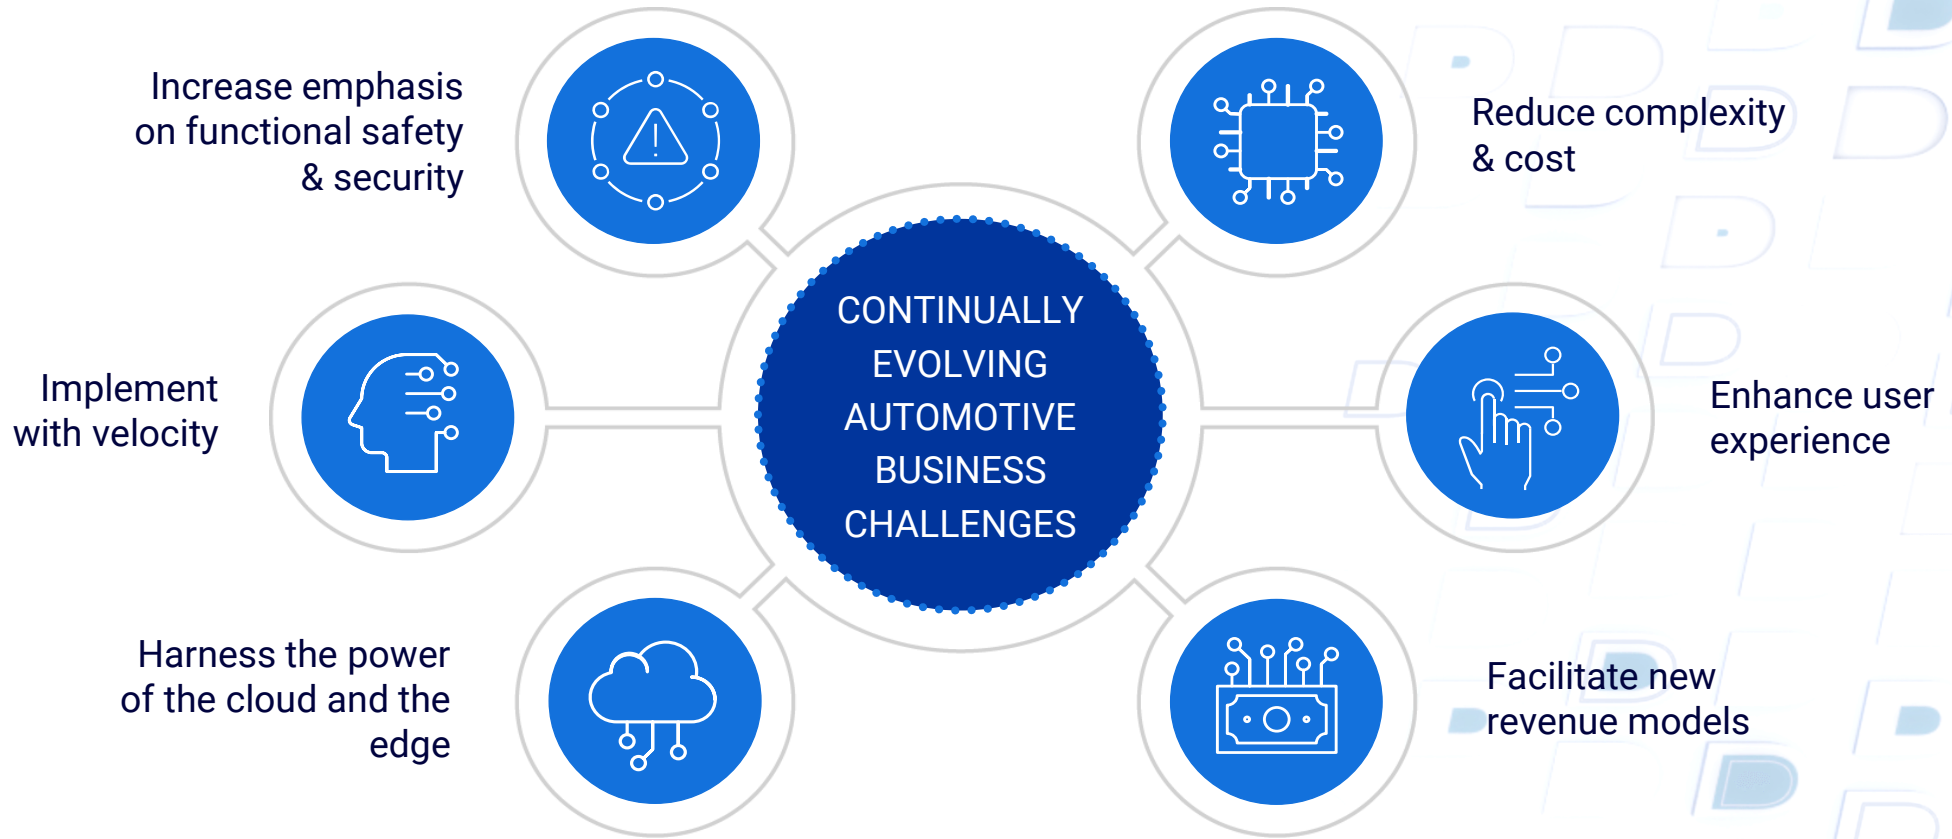 Increase emphasis
on functional safety
& security
Reduce complexity
& cost
CONTINUALLY
EVOLVING
AUTOMOTIVE
BUSINESS
CHALLENGES
Implement
with velocity
Enhance user
experience
Harness the power
of the cloud and the
edge
Facilitate new
revenue models